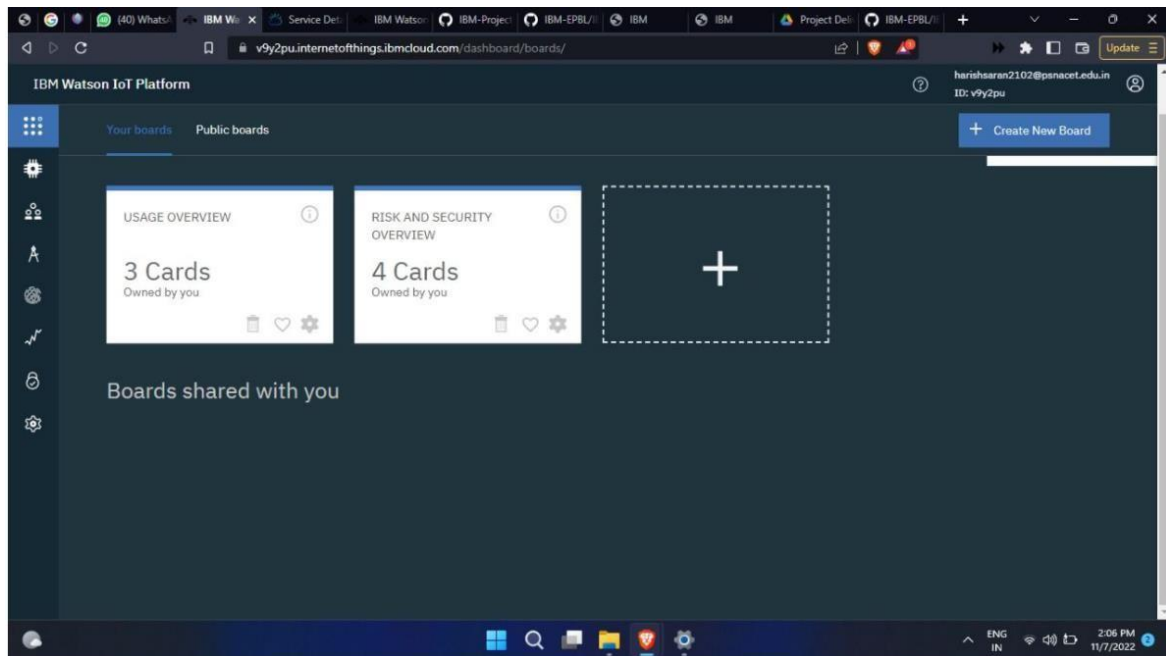 (40) WhatsA
IBM Wa
Service Deta
IBM Watson
IBM-Project
IBM-EPBL/I
IBM
IBM
Project Deli
IBM-EPBL/I
v9y2pu.internetofthings.ibmcloud.com/dashboard/boards/
Update
IBM Watson IoT Platform
harishsaran2102@psnacet.edu.in
ID: v9y2pu
Your boards
Public boards
+ Create New Board
USAGE OVERVIEW
3 Cards
Owned by you
RISK AND SECURITY
OVERVIEW
4 Cards
Owned by you
Boards shared with you
ENG
IN
2:06 PM
11/7/2022
2